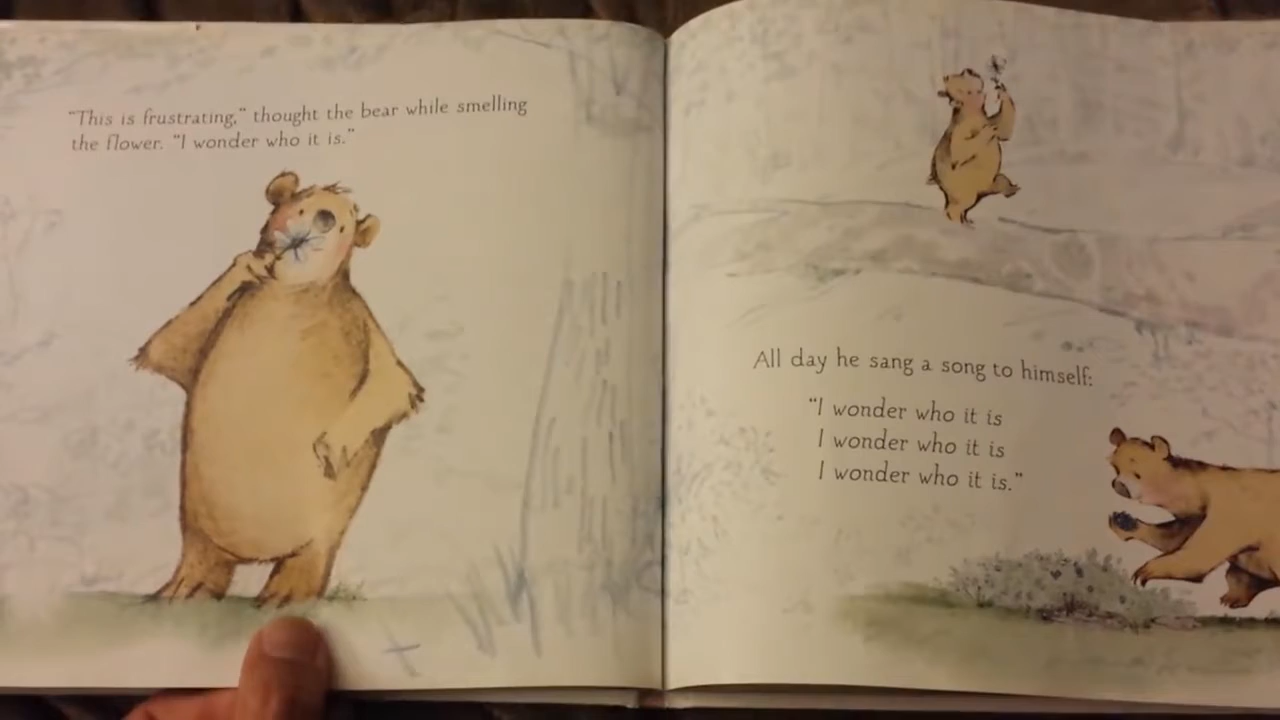 "This is frustrating," thought the bear while smelling
the flower. "I wonder who it is."
All day he sang a song to himself:
"I wonder who it is
I wonder who it is
I wonder who it is."